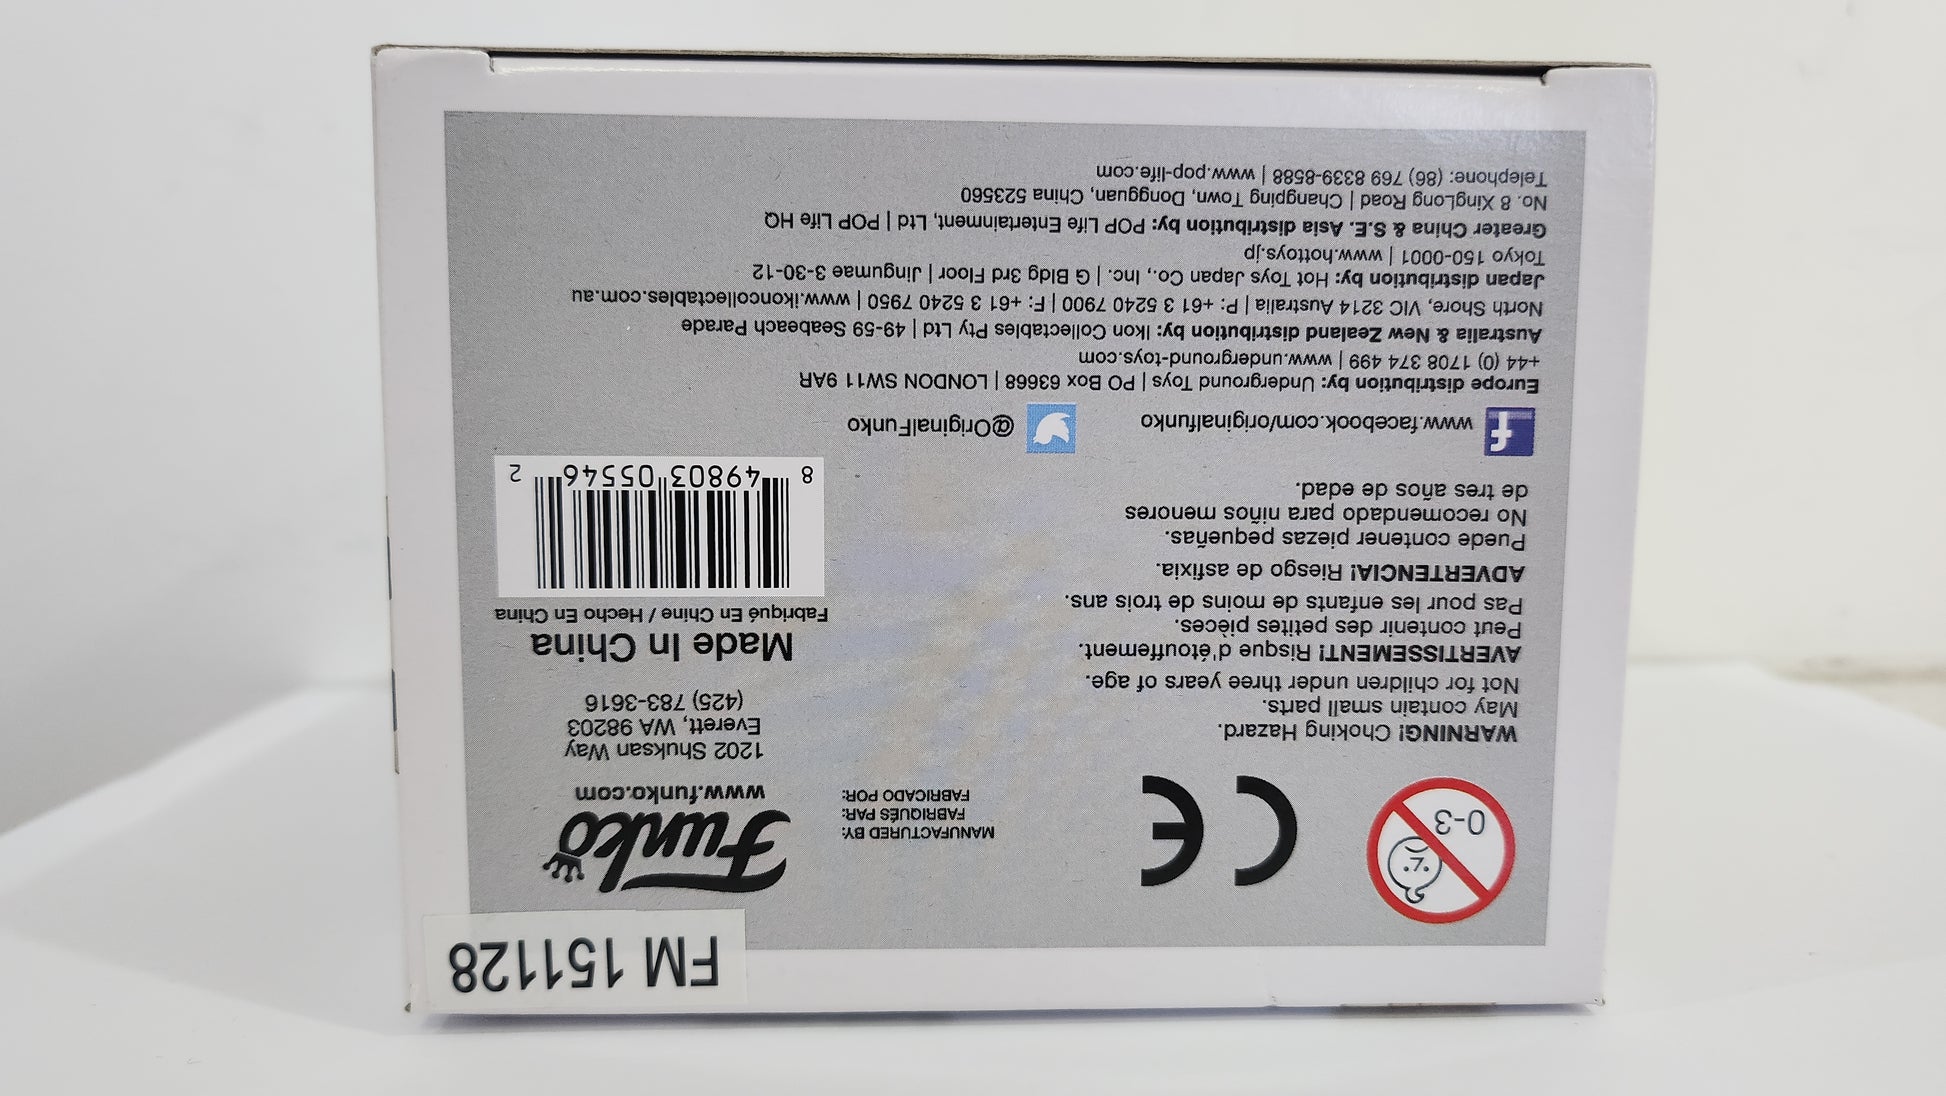 FM 151128
0-3
CE
MANUFACTURED BY:
FABRIQUÉS PAR:
FABRICADO POR:
Funko
www.funko.com
1202 Shuksan Way
Everett, WA 98203
(425) 783-3616
Made In China
Fabriqué En Chine / Hecho En China
8 49803 05546 2
WARNING! Choking Hazard.
May contain small parts.
Not for children under three years of age.
AVERTISSEMENT! Risque d'étouffement.
Peut contenir des petites pièces.
Pas pour les enfants de moins de trois ans.
ADVERTENCIA! Riesgo de asfixia.
Puede contener piezas pequeñas.
No recomendado para niños menores
de tres años de edad.
www.facebook.com/originalfunko
@OriginalFunko
Europe distribution by: Underground Toys | PO Box 63668 | LONDON SW11 9AR
+44 (0) 1708 374 499 | www.underground-toys.com
Australia & New Zealand distribution by: Ikon Collectables Pty Ltd | 49-59 Seabeach Parade
North Shore, VIC 3214 Australia | P: +61 3 5240 7900 | F: +61 3 5240 7950 | www.ikoncollectables.com.au
Japan distribution by: Hot Toys Japan Co., Inc. | G Bldg 3rd Floor | Jingumae 3-30-12
Tokyo 150-0001 | www.hottoys.jp
Greater China & S.E. Asia distribution by: POP Life Entertainment, Ltd | POP Life HQ
No. 8 XingLong Road | Changping Town, Dongguan, China 523560
Telephone: (86) 769 8339-8588 | www.pop-life.com